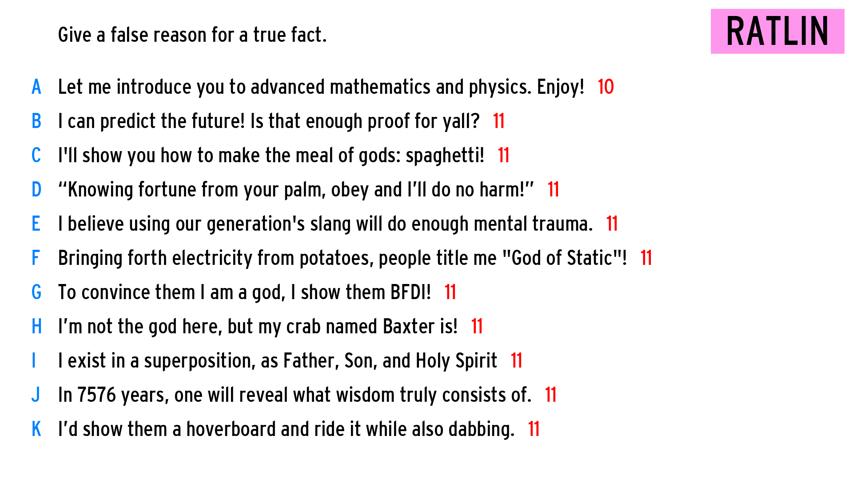 Give a false reason for a true fact.
RATLIN
A Let me introduce you to advanced mathematics and physics. Enjoy! 10
B I can predict the future! Is that enough proof for yall? 11
C I'll show you how to make the meal of gods: spaghetti! 11
D “Knowing fortune from your palm, obey and I’ll do no harm!” 11
E I believe using our generation's slang will do enough mental trauma. 11
F Bringing forth electricity from potatoes, people title me "God of Static"! 11
G To convince them I am a god, I show them BFDI! 11
H I’m not the god here, but my crab named Baxter is! 11
I I exist in a superposition, as Father, Son, and Holy Spirit 11
J In 7576 years, one will reveal what wisdom truly consists of. 11
K I’d show them a hoverboard and ride it while also dabbing. 11